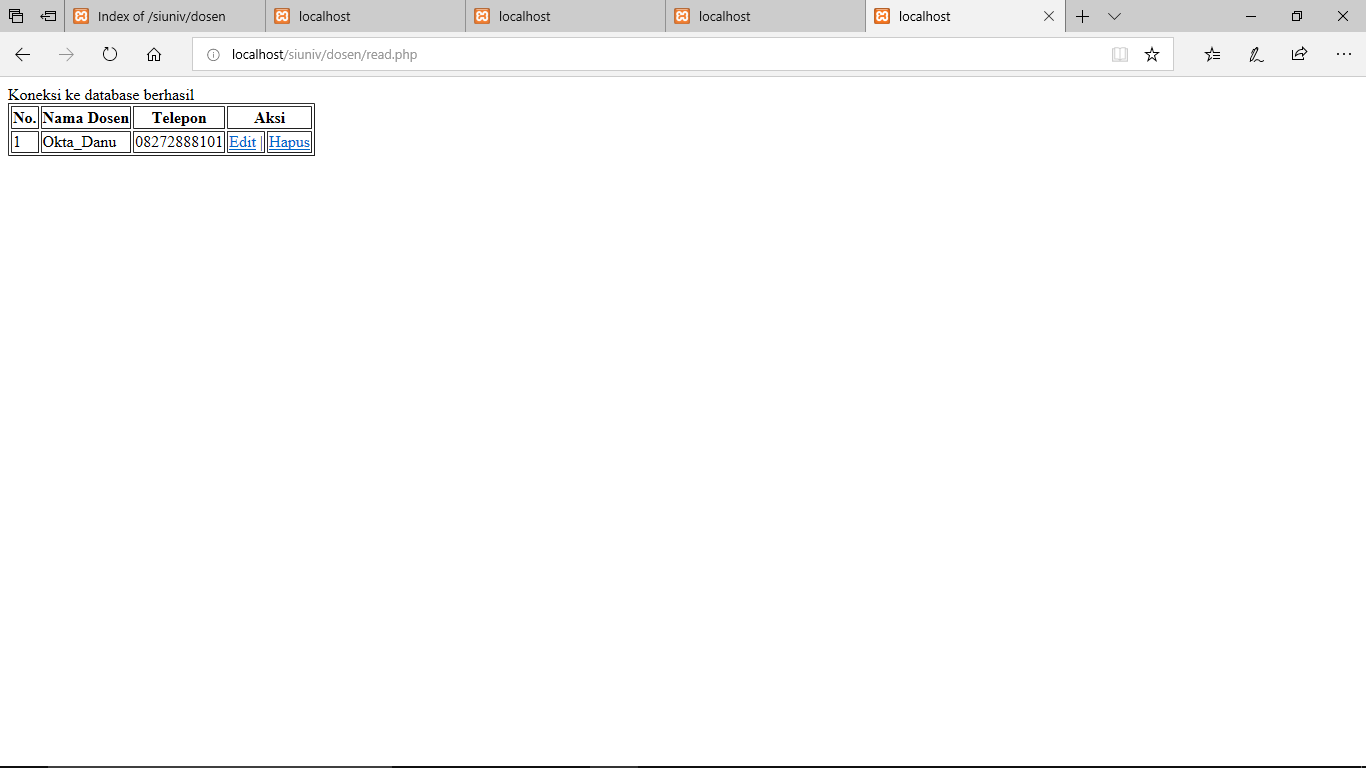 Index of /siuniv/dosen localhost localhost localhost localhost
localhost/siuniv/dosen/read.php
Koneksi ke database berhasil
No. Nama Dosen Telepon Aksi
1 Okta_Danu 08272888101 Edit | Hapus